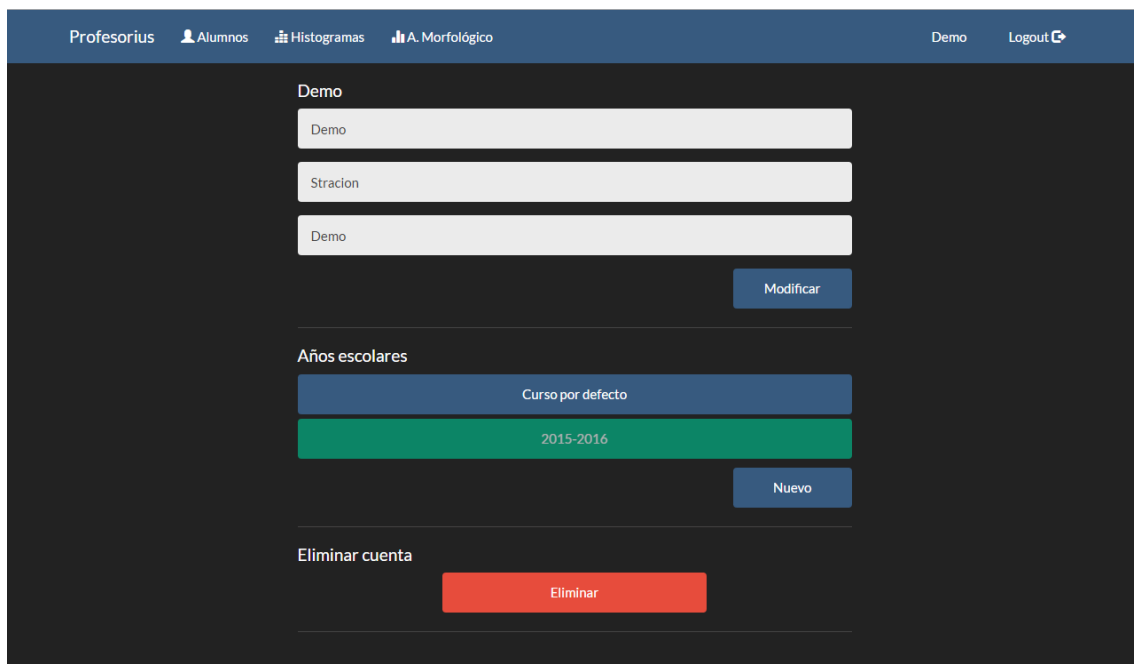 Profesorius Alumnos Histogramas A. Morfológico Demo Logout
Demo
Demo
Stracion
Demo
Modificar
Años escolares
Curso por defecto
2015-2016
Nuevo
Eliminar cuenta
Eliminar